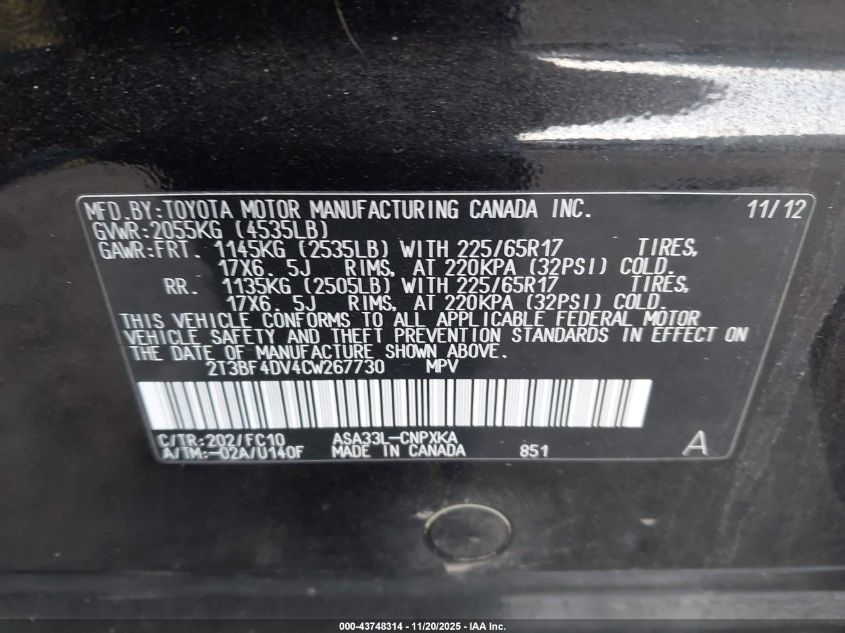 MFD.BY:TOYOTA MOTOR MANUFACTURING CANADA INC. 11/12
GVWR:2055KG (4535LB)
GAWR:FRT. 1145KG (2535LB) WITH 225/65R17 TIRES,
17X6.5J RIMS, AT 220KPA (32PSI) COLD.
RR. 1135KG (2505LB) WITH 225/65R17 TIRES,
17X6.5J RIMS, AT 220KPA (32PSI) COLD.
THIS VEHICLE CONFORMS TO ALL APPLICABLE FEDERAL MOTOR
VEHICLE SAFETY AND THEFT PREVENTION STANDARDS IN EFFECT ON
THE DATE OF MANUFACTURE SHOWN ABOVE.
2T3BF4DV4CW267730 MPV
C/TR:202/FC10 ASA33L-CNPXKA
A/TM:-02A/U140F MADE IN CANADA 851 A
000-43748314 - 11/20/2025 - IAA Inc.